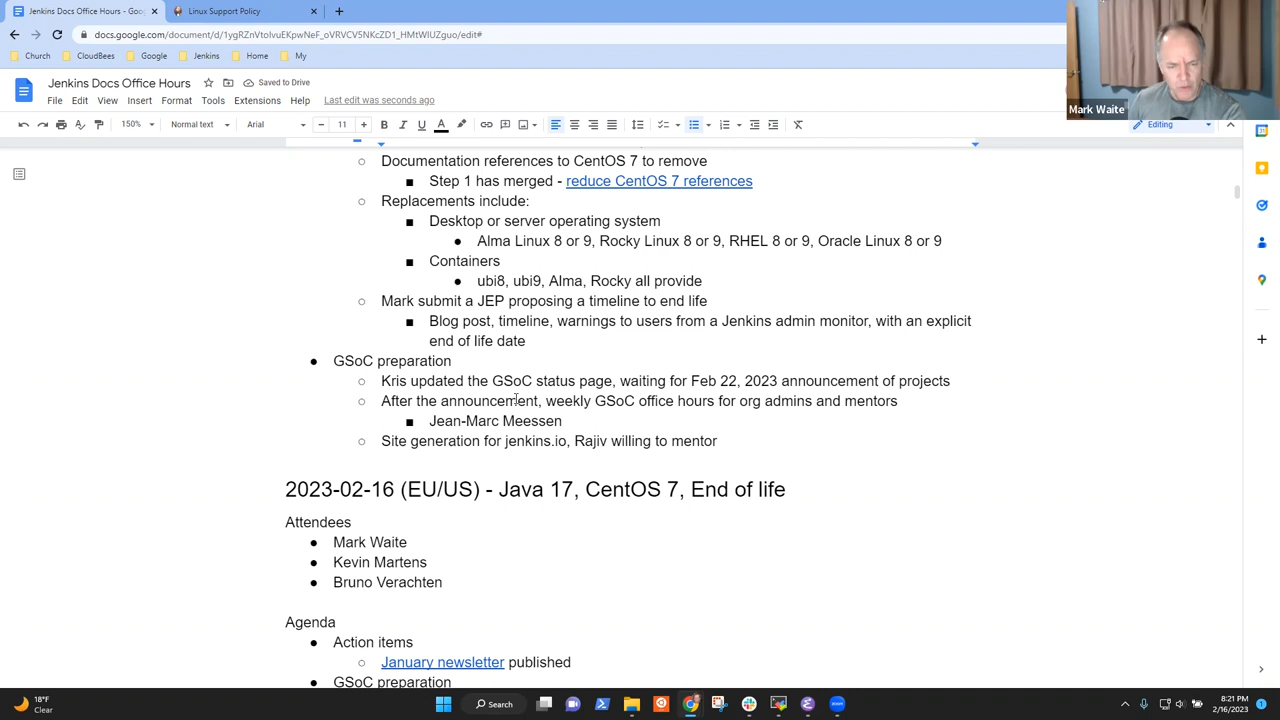 Jenkins Docs Office Hours - Goo
Linux Support Policy
docs.google.com/document/d/1ygRZnVtoIvuEKpwNeF_oVRVCV5NKcZD1_HMtWIUZguo/edit#
Church
CloudBees
Google
Jenkins
Home
My
Jenkins Docs Office Hours
Saved to Drive
File Edit View Insert Format Tools Extensions Help Last edit was seconds ago
150% Normal text Arial 11 Editing
Mark Waite
Documentation references to CentOS 7 to remove
Step 1 has merged - reduce CentOS 7 references
Replacements include:
Desktop or server operating system
Alma Linux 8 or 9, Rocky Linux 8 or 9, RHEL 8 or 9, Oracle Linux 8 or 9
Containers
ubi8, ubi9, Alma, Rocky all provide
Mark submit a JEP proposing a timeline to end life
Blog post, timeline, warnings to users from a Jenkins admin monitor, with an explicit
end of life date
GSoC preparation
Kris updated the GSoC status page, waiting for Feb 22, 2023 announcement of projects
After the announcement, weekly GSoC office hours for org admins and mentors
Jean-Marc Meessen
Site generation for jenkins.io, Rajiv willing to mentor
2023-02-16 (EU/US) - Java 17, CentOS 7, End of life
Attendees
Mark Waite
Kevin Martens
Bruno Verachten
Agenda
Action items
January newsletter published
GSoC preparation
18°F
Clear
Search
8:21 PM
2/16/2023